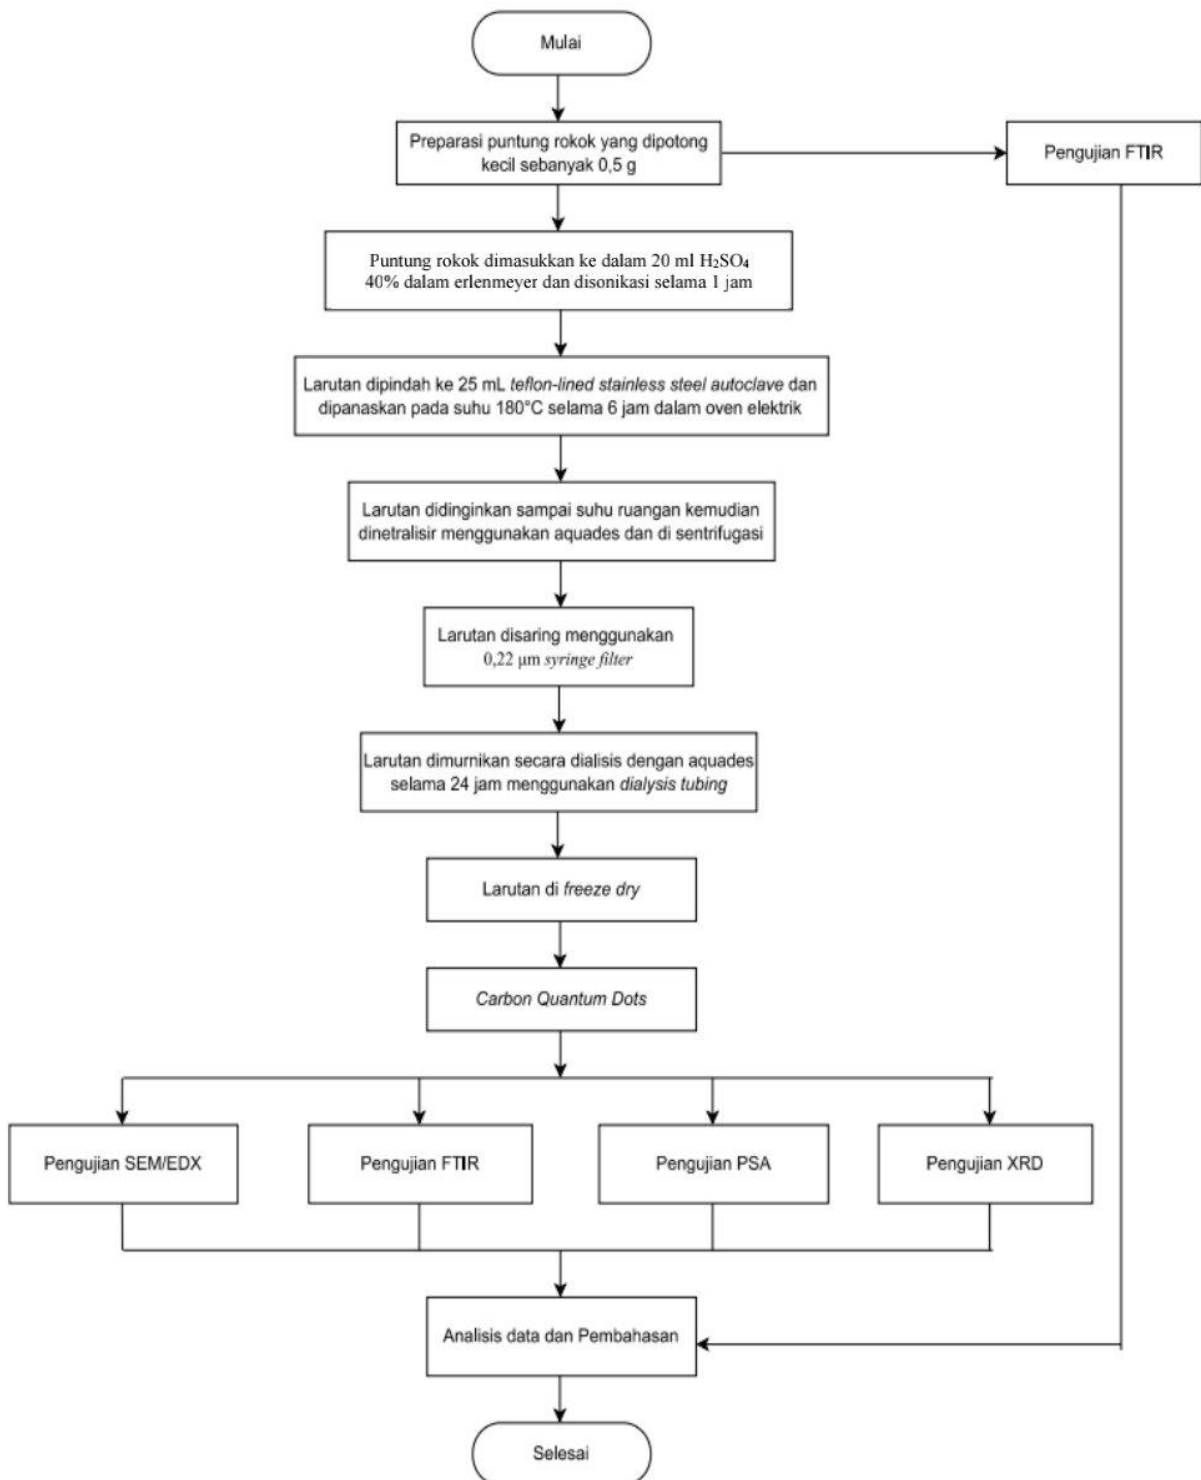 Mulai
Preparasi puntung rokok yang dipotong
kecil sebanyak 0,5 g
Pengujian FTIR
Puntung rokok dimasukkan ke dalam 20 ml H₂SO₄
40% dalam erlenmeyer dan disonikasi selama 1 jam
Larutan dipindah ke 25 mL teflon-lined stainless steel autoclave dan
dipanaskan pada suhu 180°C selama 6 jam dalam oven elektrik
Larutan didinginkan sampai suhu ruangan kemudian
dinetralisir menggunakan aquades dan di sentrifugasi
Larutan disaring menggunakan
0,22 μm syringe filter
Larutan dimurnikan secara dialisis dengan aquades
selama 24 jam menggunakan dialysis tubing
Larutan di freeze dry
Carbon Quantum Dots
Pengujian SEM/EDX
Pengujian FTIR
Pengujian PSA
Pengujian XRD
Analisis data dan Pembahasan
Selesai